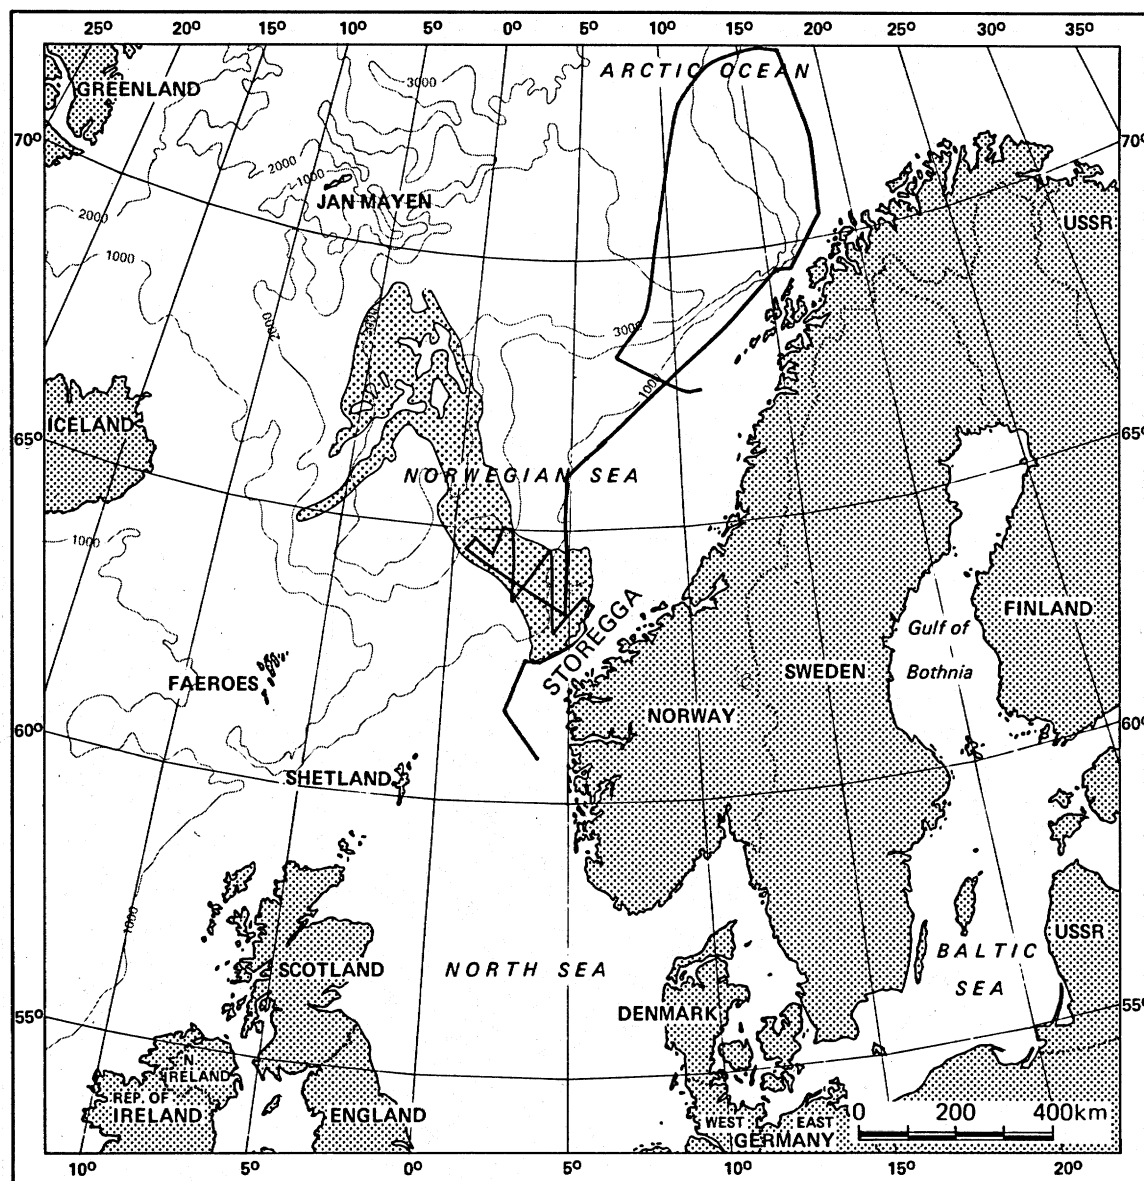 25° 20° 15° 10° 5° 0° 5° 10° 15° 20° 25° 30° 35°
ARCTIC OCEAN
3000
GREENLAND
70° 70°
2000
1000
JAN MAYEN
2000
USSR
1000
2000
3000
1000
ICELAND
65° 65°
NORWEGIAN SEA
1000
STOREGGA
FINLAND
Gulf of
Bothnia
FAEROES
SWEDEN
NORWAY
60° 60°
SHETLAND
1000
USSR
BALTIC
SEA
SCOTLAND
NORTH SEA
DENMARK
55° 55°
N.
IRELAND
REP. OF
IRELAND
ENGLAND
WEST EAST
GERMANY
0 200 400km
10° 5° 0° 5° 10° 15° 20°